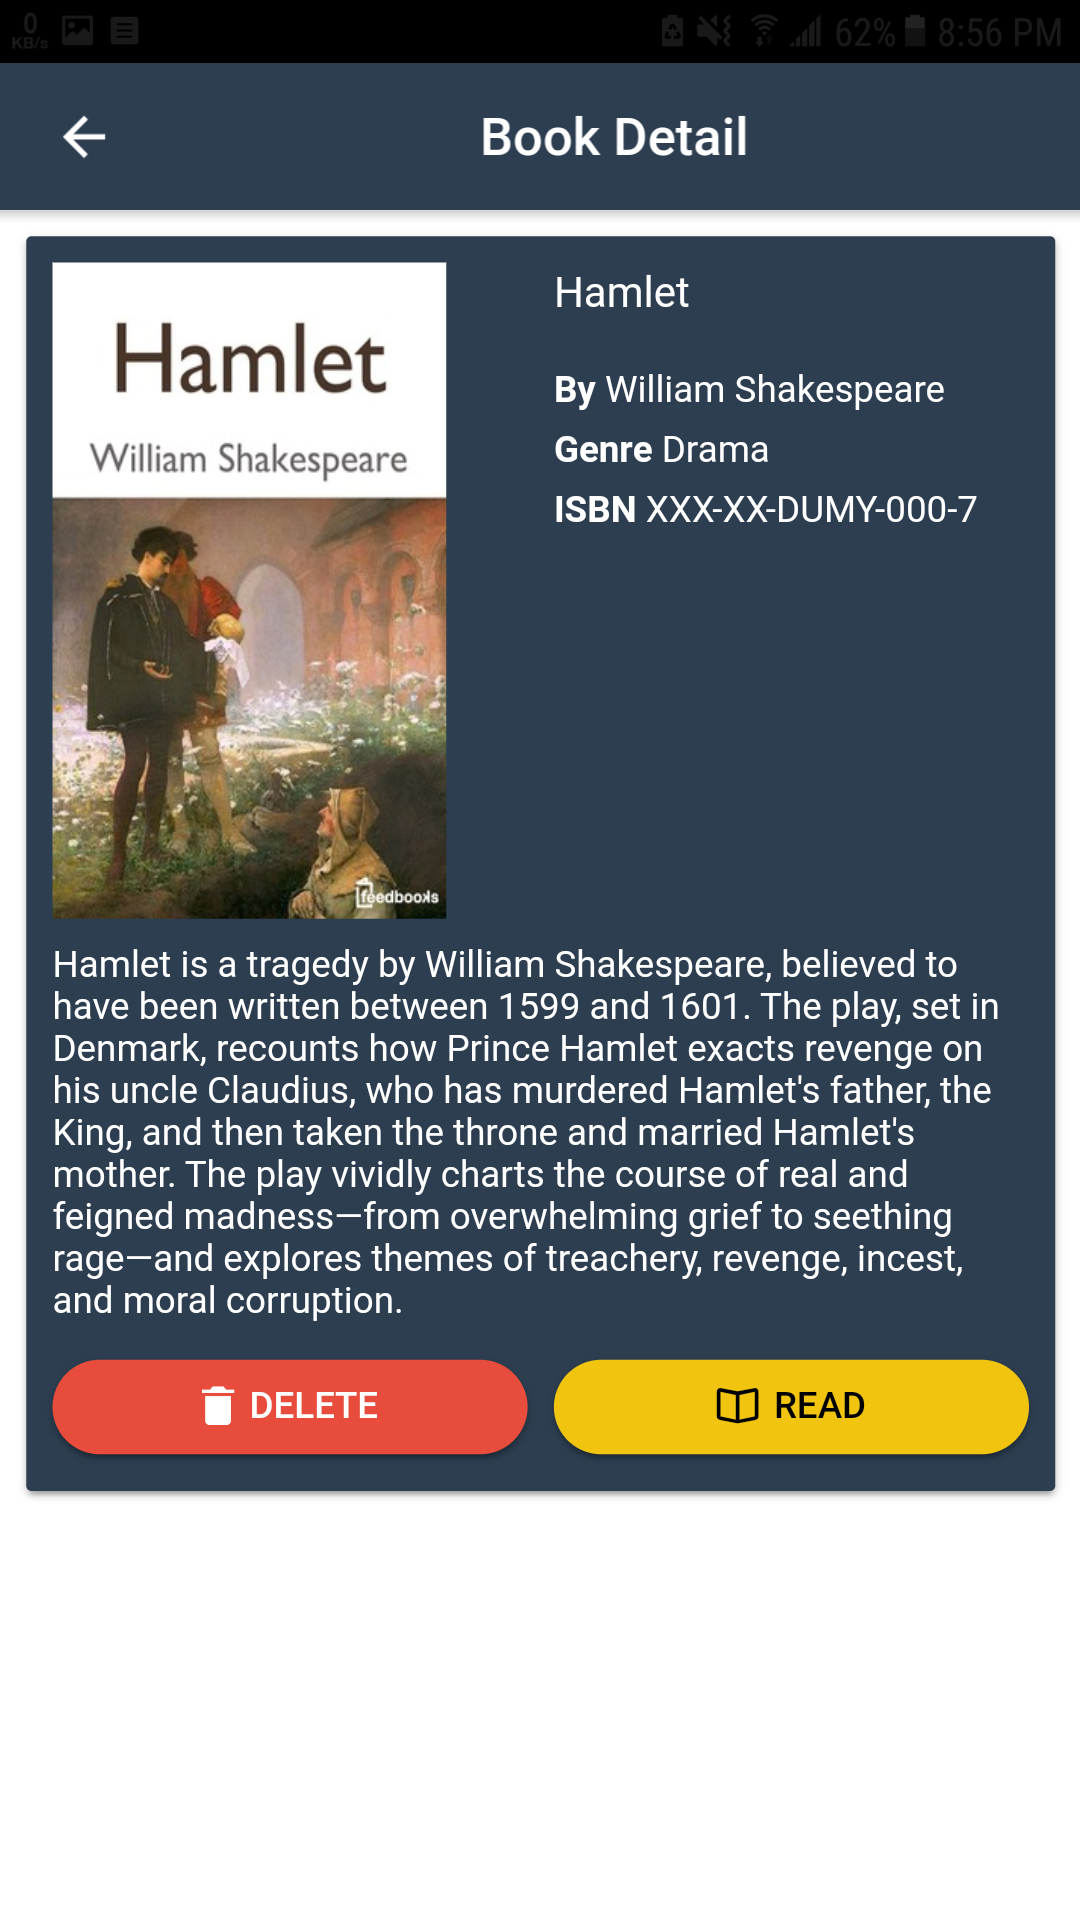 0
KB/s
62% 8:56 PM
Book Detail
Hamlet
William Shakespeare
feedbooks
Hamlet
By William Shakespeare
Genre Drama
ISBN XXX-XX-DUMY-000-7
Hamlet is a tragedy by William Shakespeare, believed to
have been written between 1599 and 1601. The play, set in
Denmark, recounts how Prince Hamlet exacts revenge on
his uncle Claudius, who has murdered Hamlet's father, the
King, and then taken the throne and married Hamlet's
mother. The play vividly charts the course of real and
feigned madness—from overwhelming grief to seething
rage—and explores themes of treachery, revenge, incest,
and moral corruption.
DELETE
READ